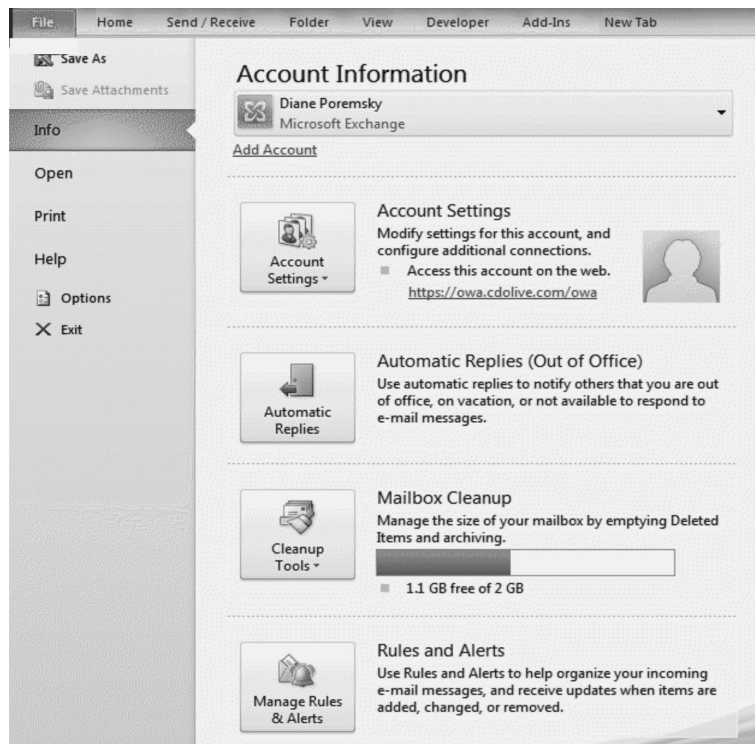 File Home Send / Receive Folder View Developer Add-Ins New Tab
Save As
Save Attachments
Info
Open
Print
Help
Options
Exit
Account Information
Diane Poremsky
Microsoft Exchange
Add Account
Account
Settings
Account Settings
Modify settings for this account, and
configure additional connections.
Access this account on the web.
https://owa.cdolive.com/owa
Automatic
Replies
Automatic Replies (Out of Office)
Use automatic replies to notify others that you are out
of office, on vacation, or not available to respond to
e-mail messages.
Cleanup
Tools
Mailbox Cleanup
Manage the size of your mailbox by emptying Deleted
Items and archiving.
1.1 GB free of 2 GB
Manage Rules
& Alerts
Rules and Alerts
Use Rules and Alerts to help organize your incoming
e-mail messages, and receive updates when items are
added, changed, or removed.